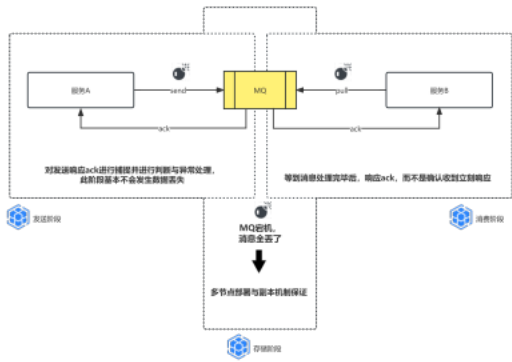 服务A
send
MQ
pull
服务B
ack
ack
对发送响应ack进行捕捉并进行判断与异常处理,
此阶段基本不会发生数据丢失
等到消息处理完毕后，响应ack，而不是确认收到立刻响应
发送阶段
消费阶段
MQ宕机，
消息全丢了
多节点部署与副本机制保证
存储阶段